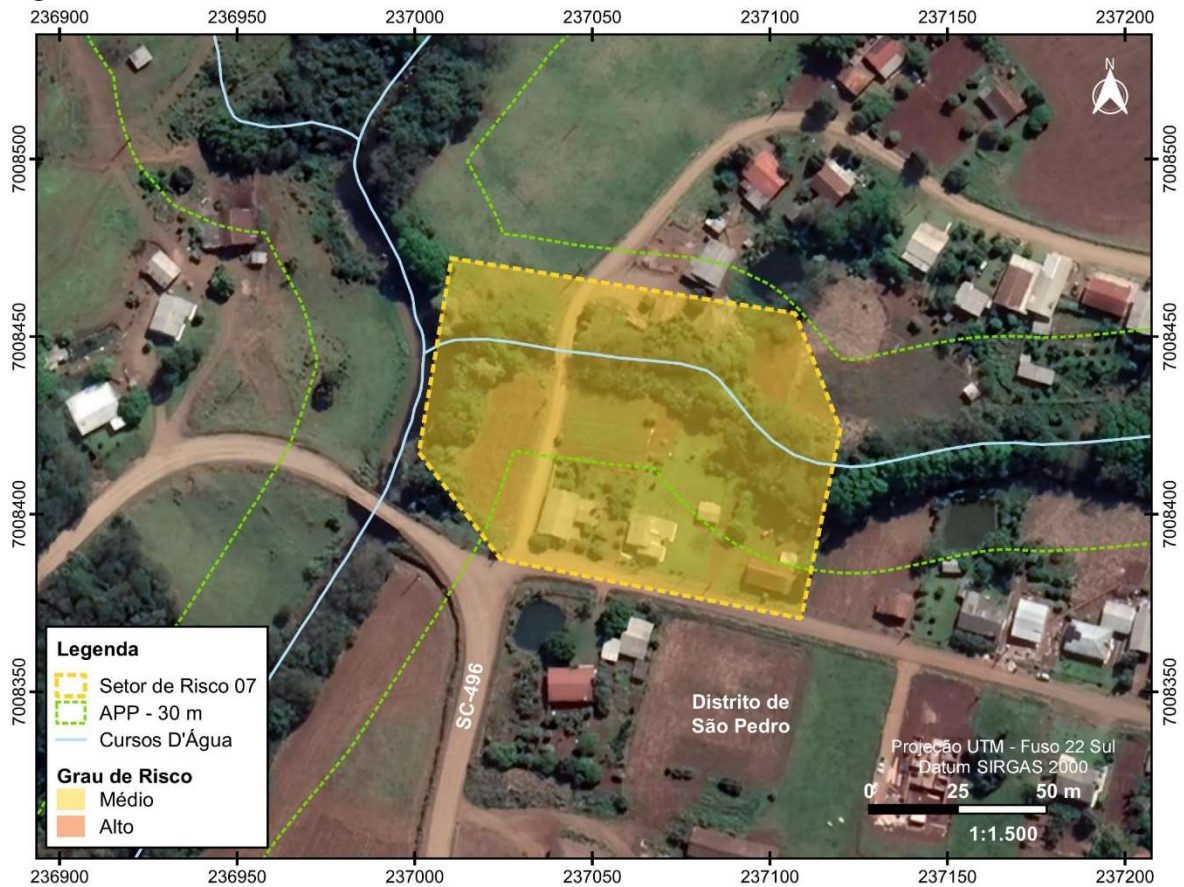 236900 236950 237000 237050 237100 237150 237200
N
7008500 7008500
7008450 7008450
7008400 7008400
7008350 7008350
SC-496
Distrito de
São Pedro
Legenda
Setor de Risco 07
APP - 30 m
Cursos D'Água
Grau de Risco
Médio
Alto
Projeção UTM - Fuso 22 Sul
Datum SIRGAS 2000
0 25 50 m
1:1.500
236900 236950 237000 237050 237100 237150 237200